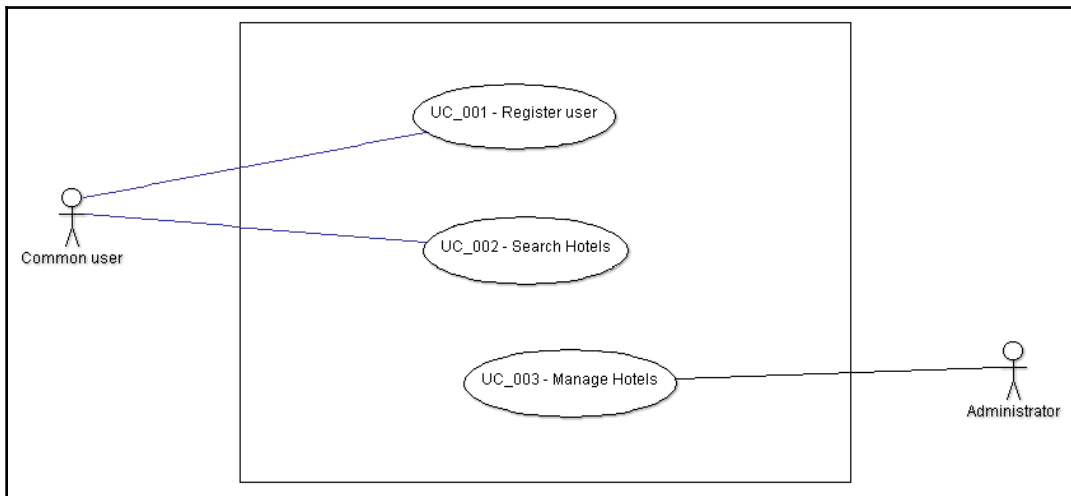 UC_001 - Register user
UC_002 - Search Hotels
Common user
UC_003 - Manage Hotels
Administrator